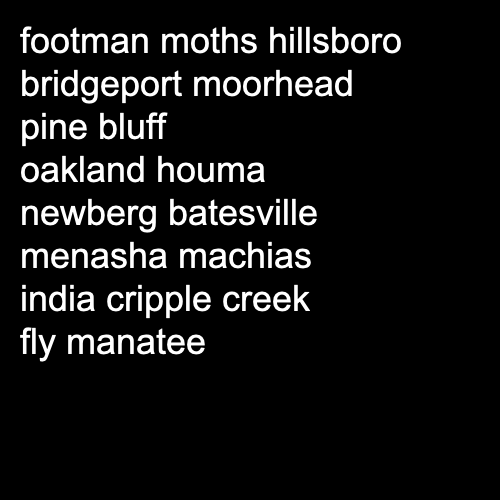 footman moths hillsboro
bridgeport moorhead
pine bluff
oakland houma
newberg batesville
menasha machias
india cripple creek
fly manatee